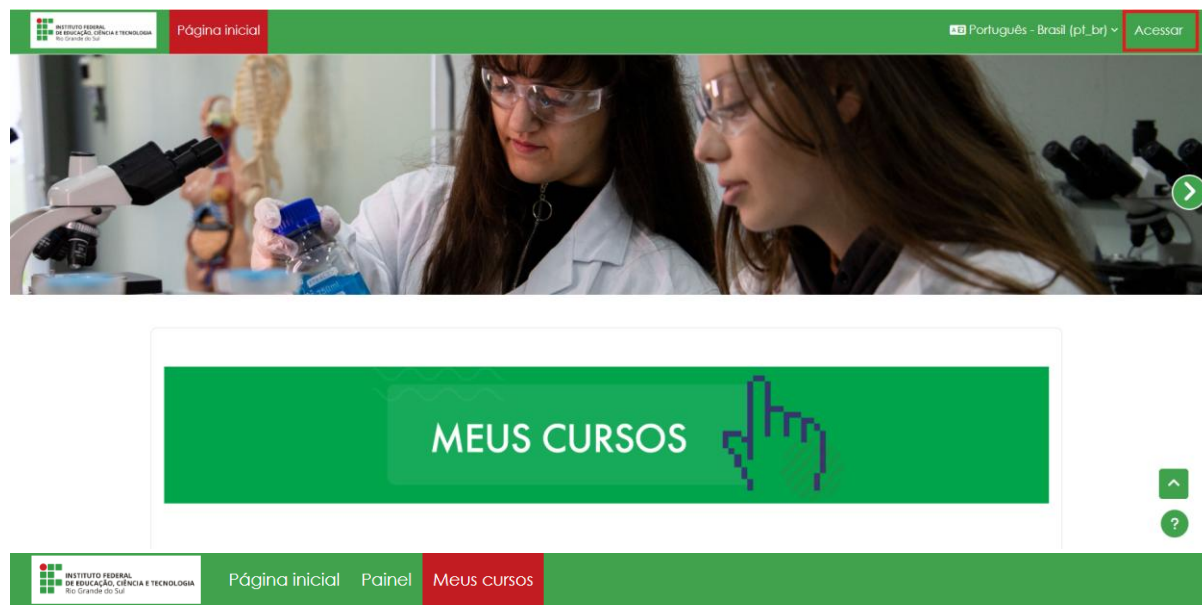 INSTITUTO FEDERAL
DE EDUCAÇÃO, CIÊNCIA E TECNOLOGIA
Rio Grande do Sul
Página inicial
Português - Brasil (pt_br)
Acessar
MEUS CURSOS
?
INSTITUTO FEDERAL
DE EDUCAÇÃO, CIÊNCIA E TECNOLOGIA
Rio Grande do Sul
Página inicial Painel Meus cursos